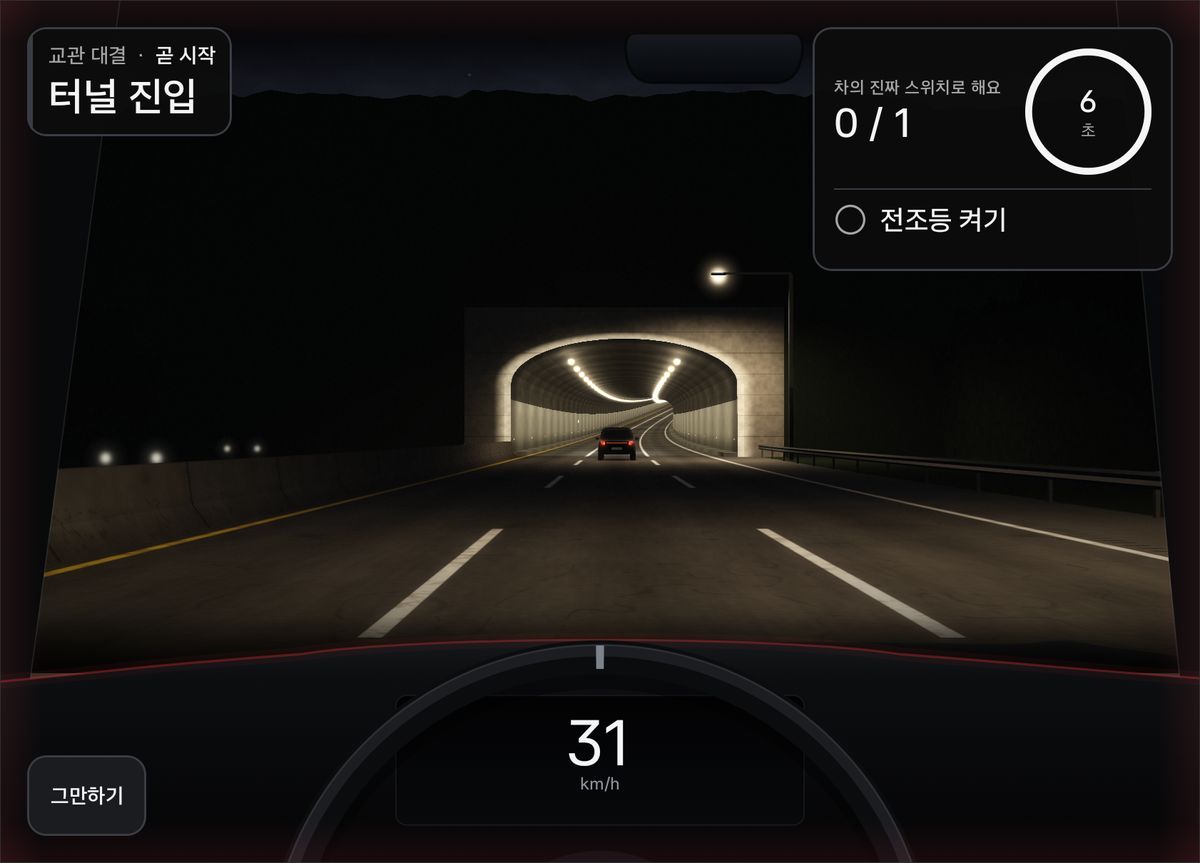 교관 대결 · 곧 시작
터널 진입
차의 진짜 스위치로 해요
0 / 1
6
초
전조등 켜기
31
km/h
그만하기